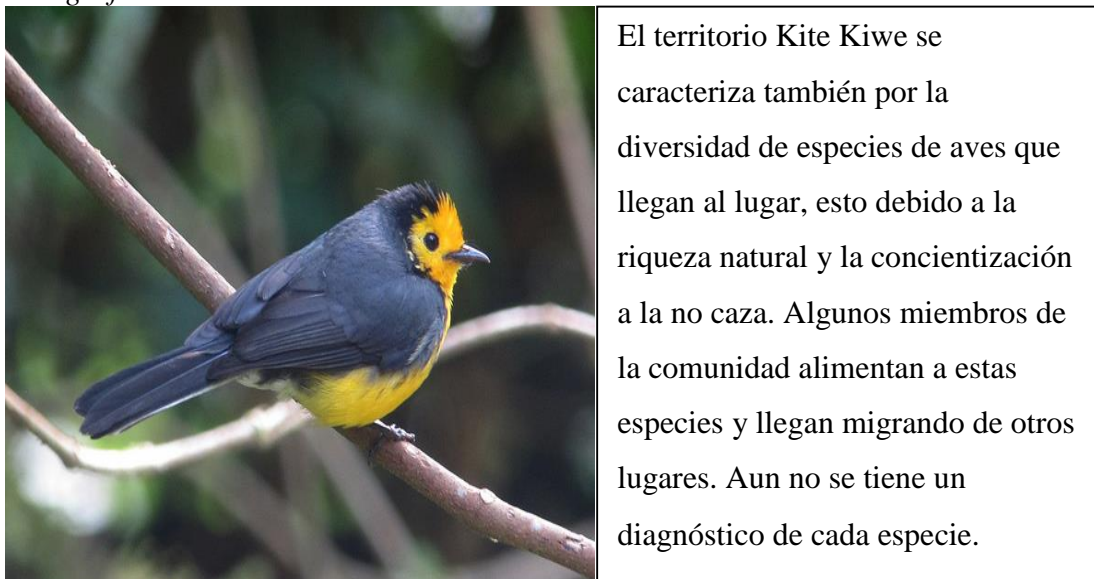 El territorio Kite Kiwe se
caracteriza también por la
diversidad de especies de aves que
llegan al lugar, esto debido a la
riqueza natural y la concientización
a la no caza. Algunos miembros de
la comunidad alimentan a estas
especies y llegan migrando de otros
lugares. Aun no se tiene un
diagnóstico de cada especie.